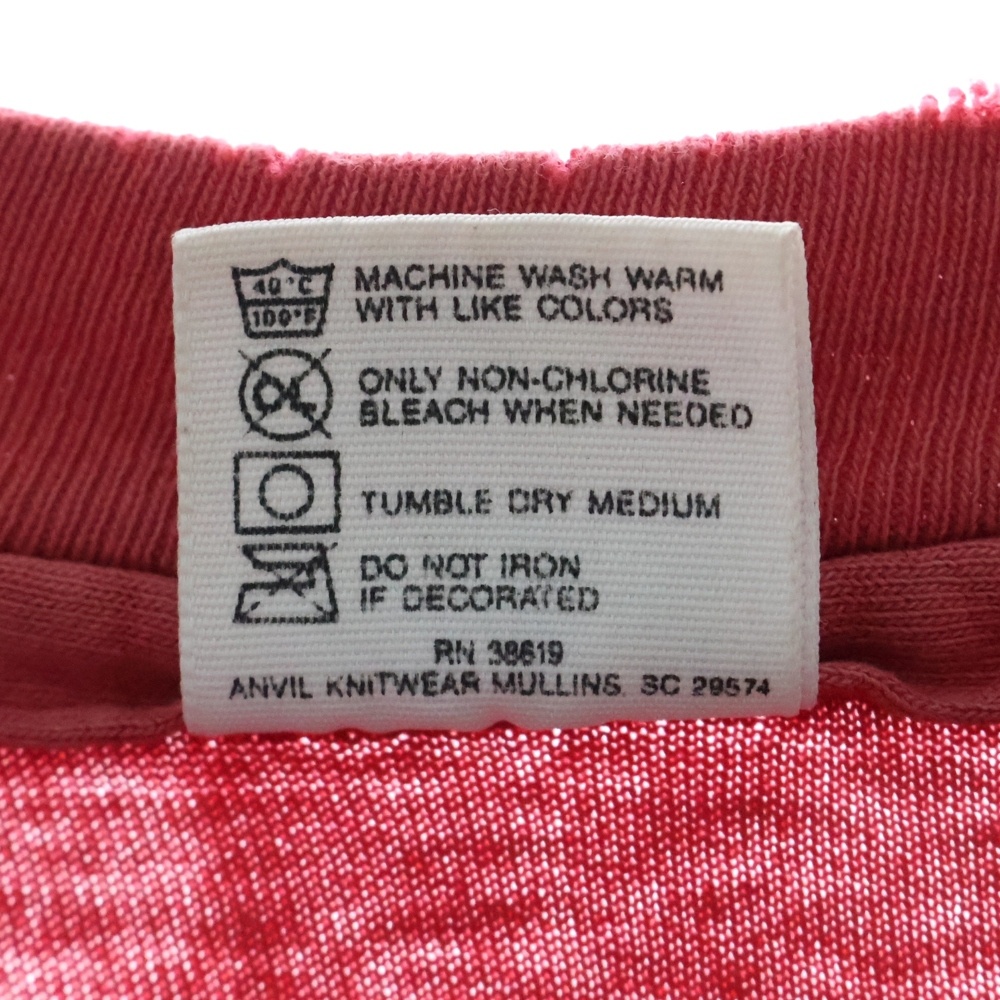 40°C
100°F
MACHINE WASH WARM
WITH LIKE COLORS
CL
ONLY NON-CHLORINE
BLEACH WHEN NEEDED
TUMBLE DRY MEDIUM
DO NOT IRON
IF DECORATED
RN 38619
ANVIL KNITWEAR MULLINS, SC 29574